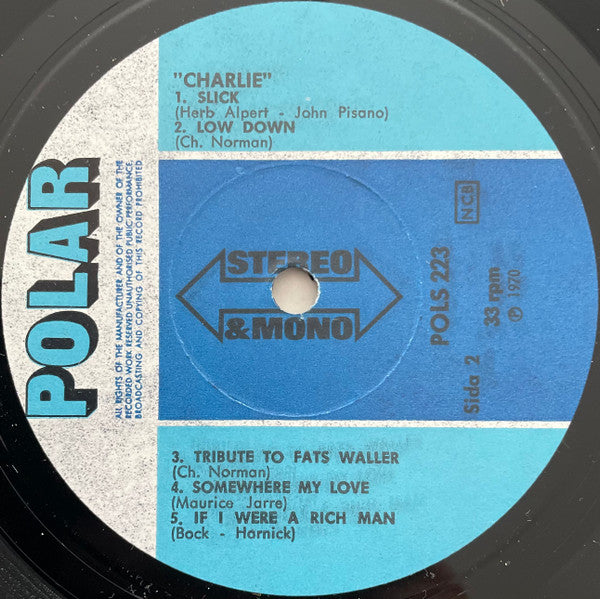 "CHARLIE"
1. SLICK
(Herb Alpert - John Pisano)
2. LOW DOWN
(Ch. Norman)
POLAR
ALL RIGHTS OF THE MANUFACTURER AND OF THE OWNER OF THE
RECORDED WORK RESERVED UNAUTHORISED PUBLIC PERFORMANCE,
BROADCASTING AND COPYING OF THIS RECORD PROHIBITED
STEREO
& MONO
POLS 223
NCB
Sida 2
33 rpm
℗ 1970
3. TRIBUTE TO FATS WALLER
(Ch. Norman)
4. SOMEWHERE MY LOVE
(Maurice Jarre)
5. IF I WERE A RICH MAN
(Bock - Harnick)